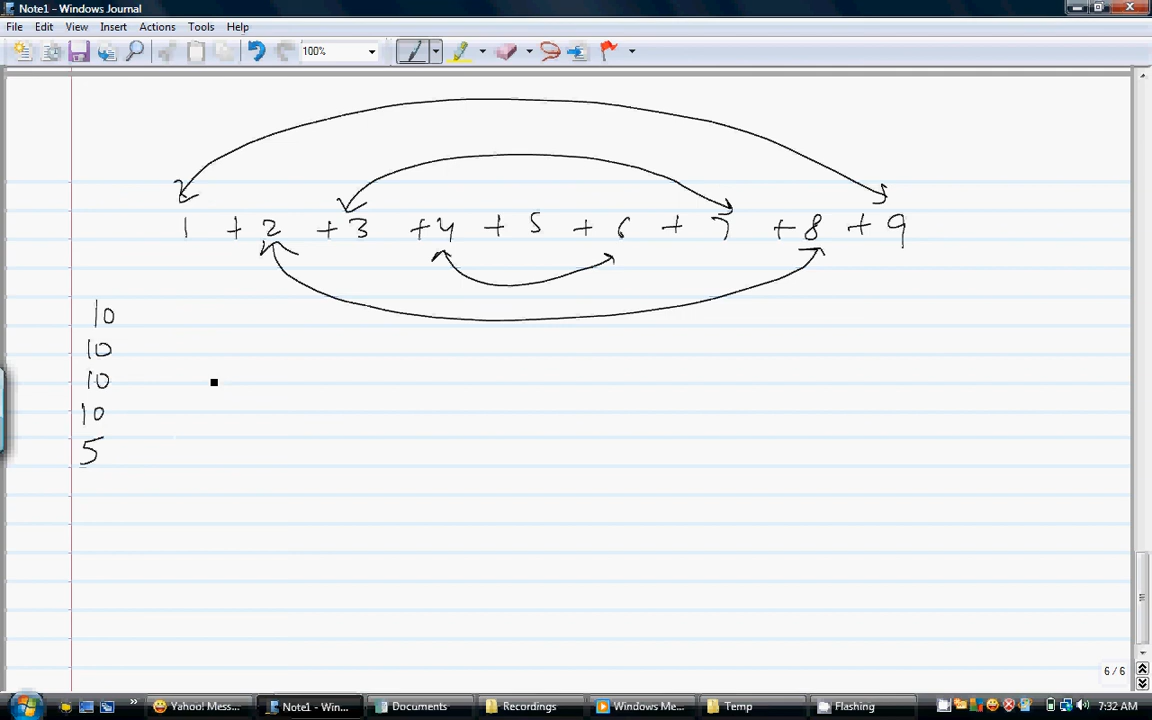 Note1 - Windows Journal
File Edit View Insert Actions Tools Help
100%
1 + 2 + 3 + 4 + 5 + 6 + 7 + 8 + 9
10
10
10
10
5
6 / 6
Yahoo! Mess... Note1 - Win... Documents Recordings Windows Me... Temp Flashing 7:32 AM